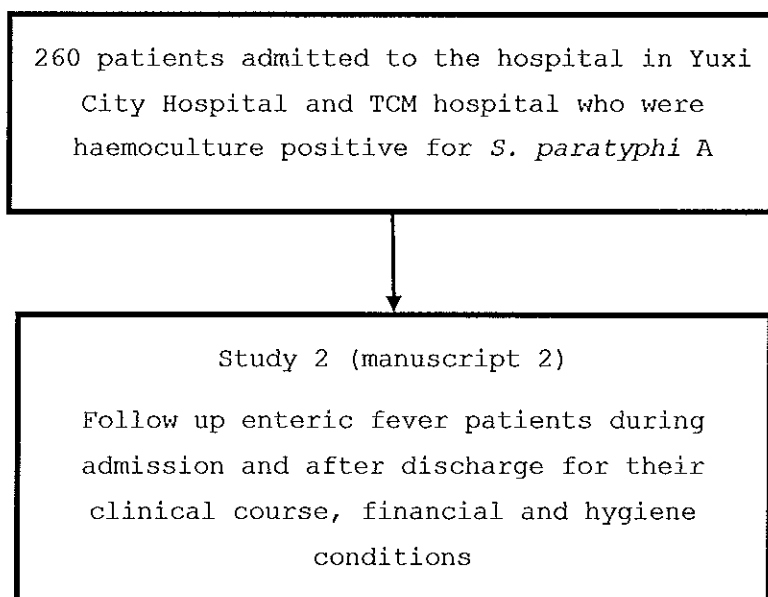 260 patients admitted to the hospital in Yuxi
City Hospital and TCM hospital who were
haemoculture positive for S. paratyphi A
Study 2 (manuscript 2)
Follow up enteric fever patients during
admission and after discharge for their
clinical course, financial and hygiene
conditions